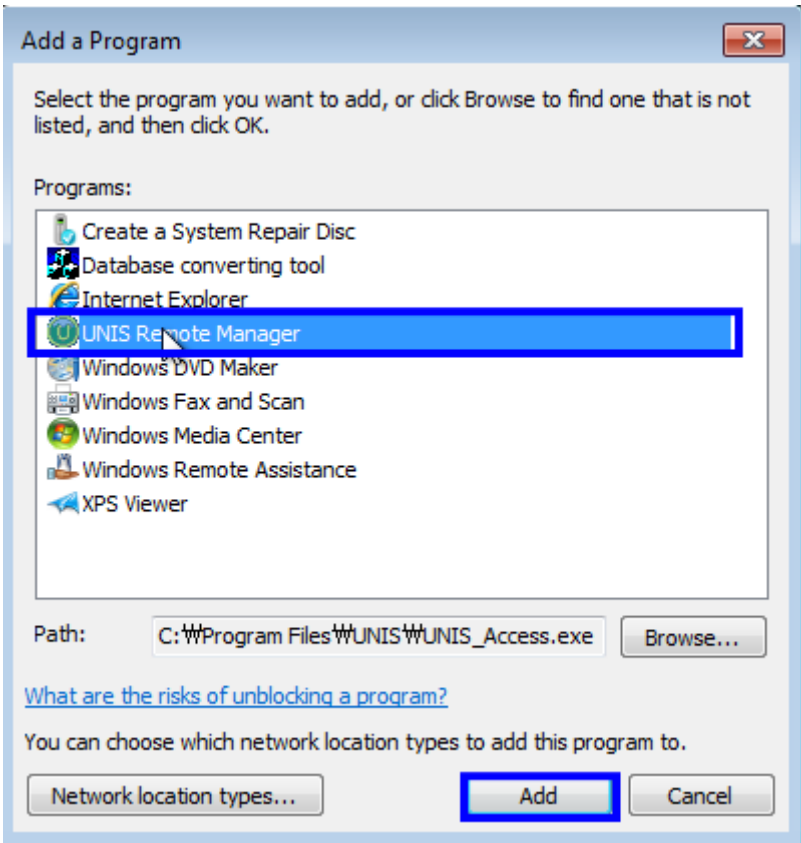 Add a Program
Select the program you want to add, or click Browse to find one that is not
listed, and then click OK.
Programs:
Create a System Repair Disc
Database converting tool
Internet Explorer
UNIS Remote Manager
Windows DVD Maker
Windows Fax and Scan
Windows Media Center
Windows Remote Assistance
XPS Viewer
Path: C:₩Program Files₩UNIS₩UNIS_Access.exe Browse...
What are the risks of unblocking a program?
You can choose which network location types to add this program to.
Network location types... Add Cancel